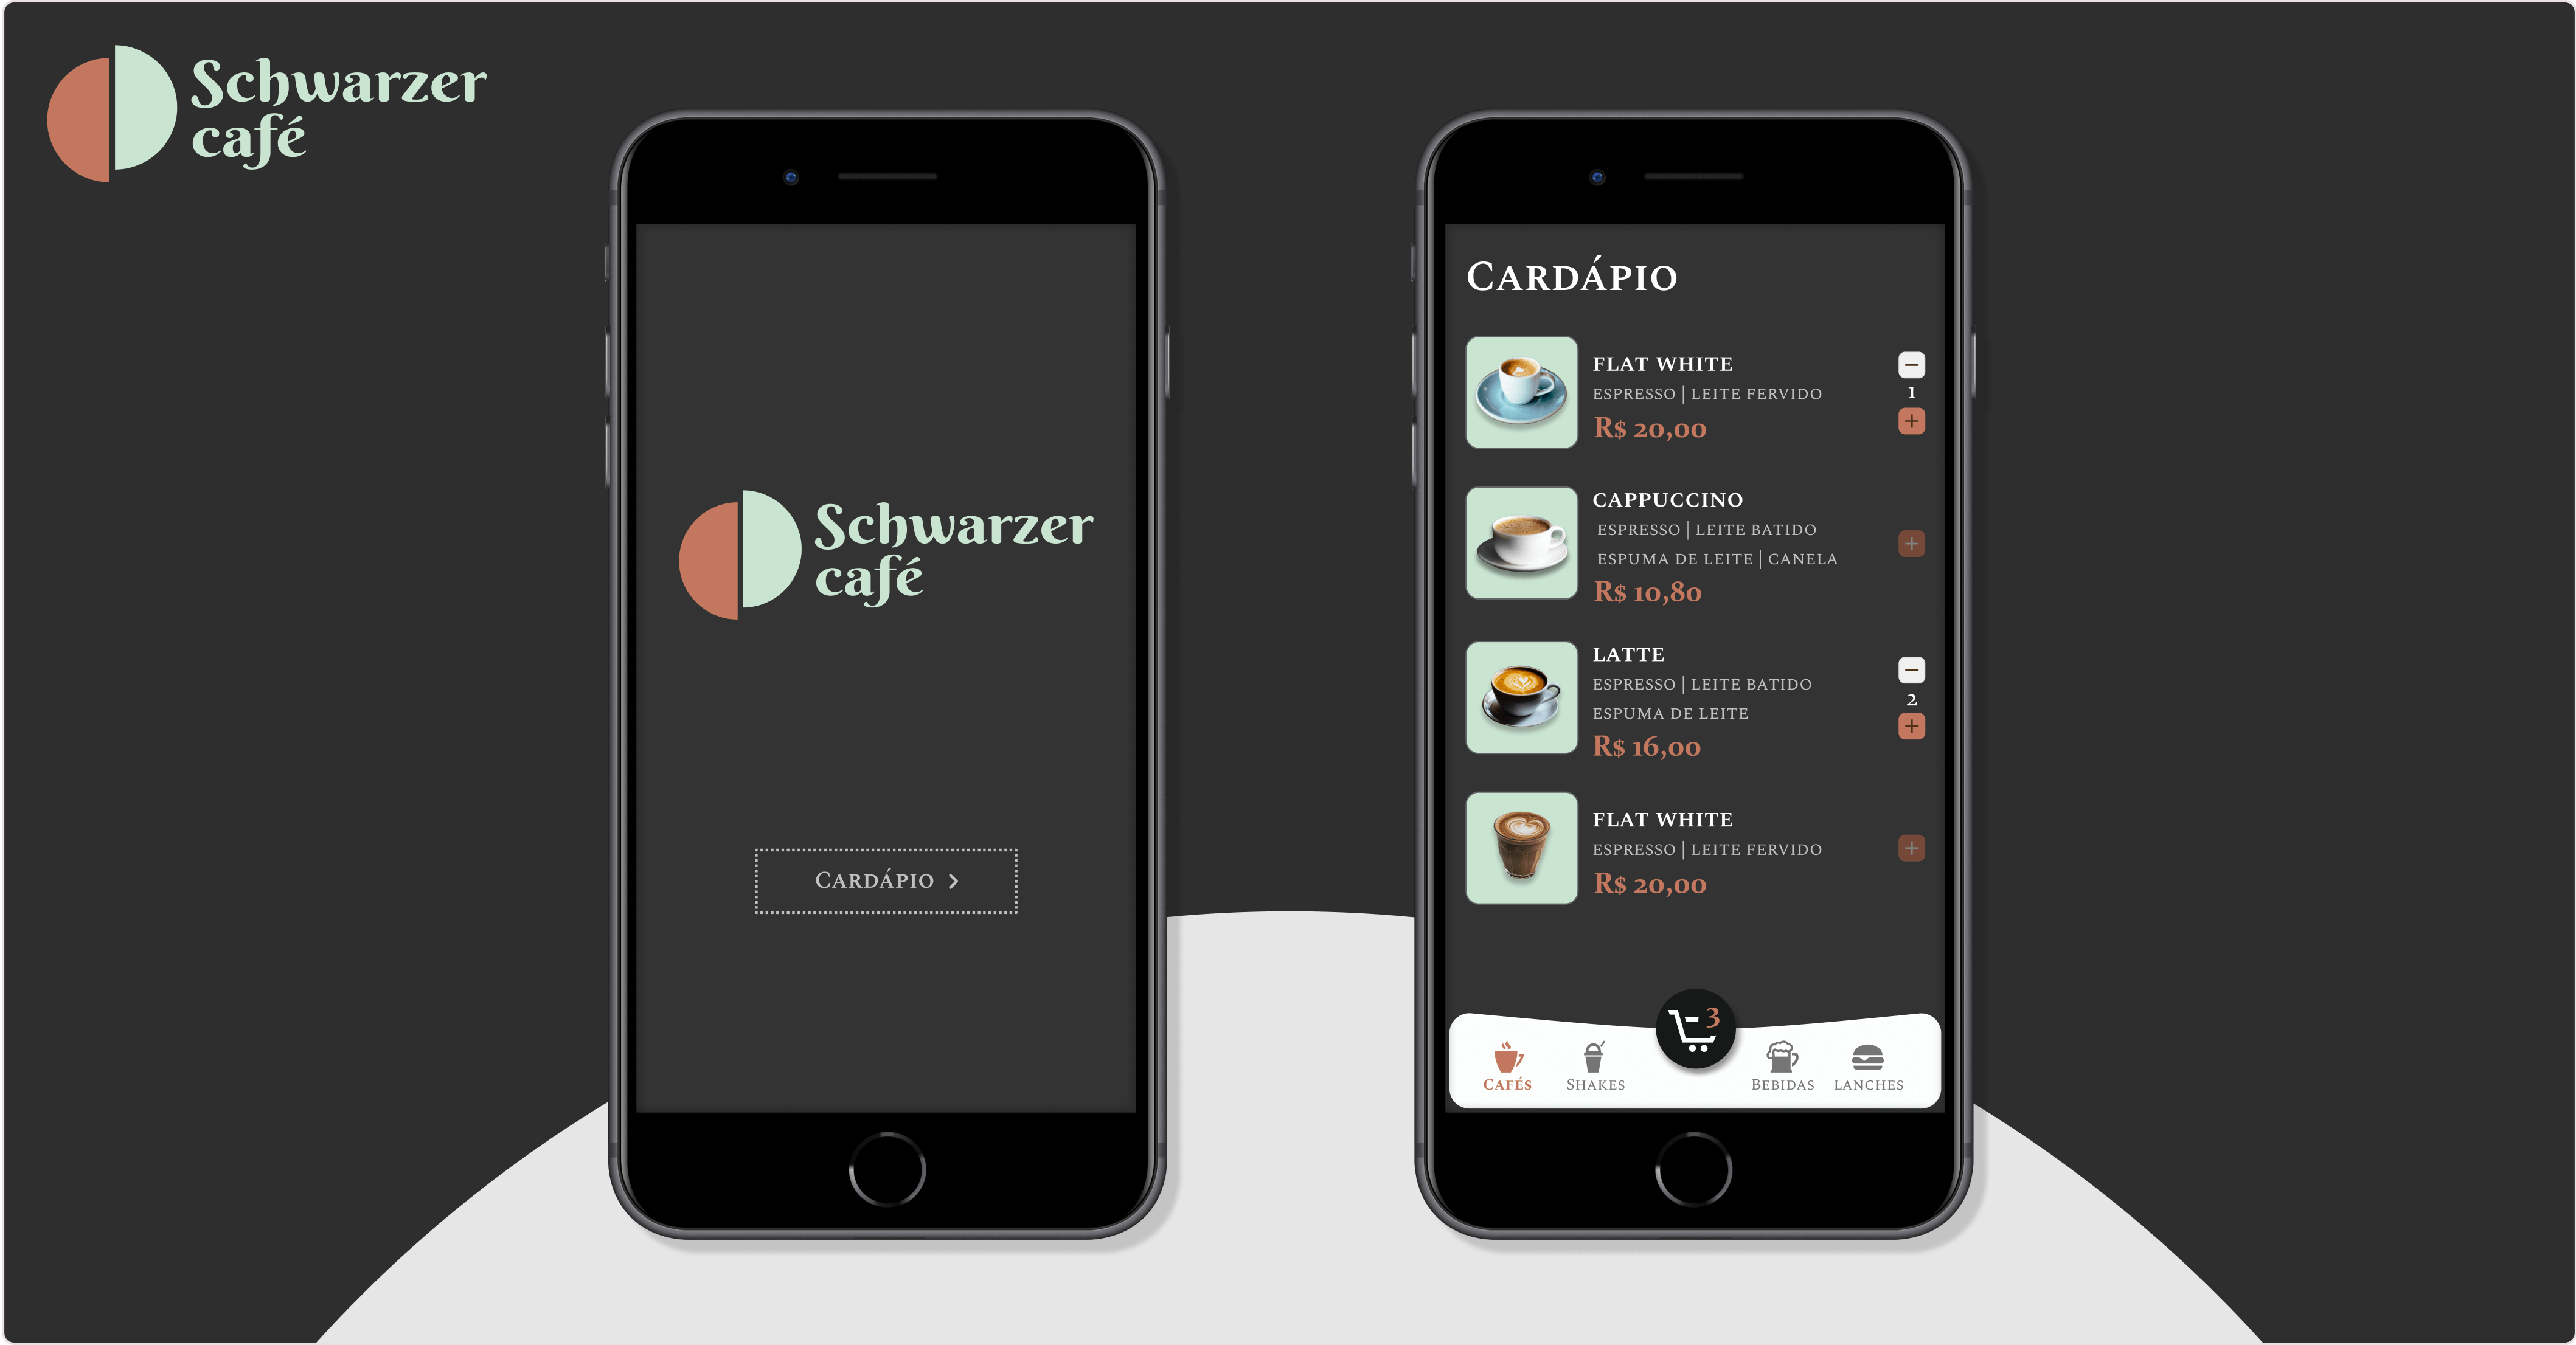 Schwarzer
café
Schwarzer
café
Cardápio
Cardápio
FLAT WHITE
ESPRESSO | LEITE FERVIDO
R$ 20,00
1
CAPPUCCINO
ESPRESSO | LEITE BATIDO
ESPUMA DE LEITE | CANELA
R$ 10,80
LATTE
ESPRESSO | LEITE BATIDO
ESPUMA DE LEITE
R$ 16,00
2
FLAT WHITE
ESPRESSO | LEITE FERVIDO
R$ 20,00
3
Cafés
Shakes
Bebidas
lanches